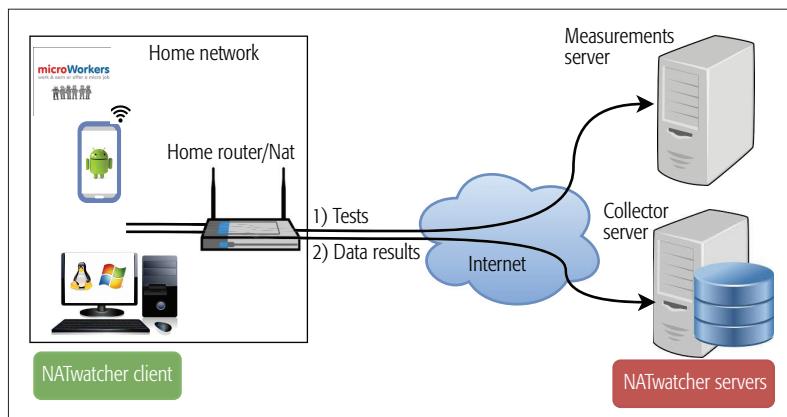 Home network
microWorkers
work & earn or offer a micro job
Home router/Nat
1) Tests
2) Data results
Internet
Measurements
server
Collector
server
NATwatcher client
NATwatcher servers